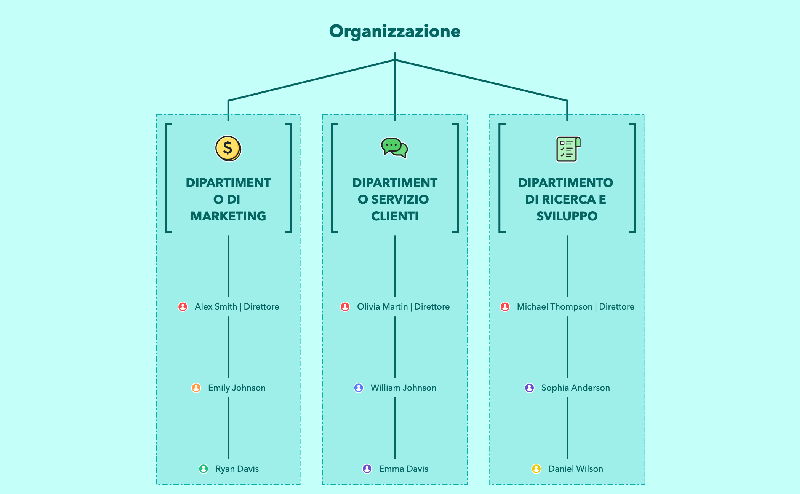 Organizzazione
$
DIPARTIMENT
O DI
MARKETING
DIPARTIMENT
O SERVIZIO
CLIENTI
DIPARTIMENTO
DI RICERCA E
SVILUPPO
Alex Smith | Direttore
Olivia Martin | Direttore
Michael Thompson | Direttore
Emily Johnson
William Johnson
Sophia Anderson
Ryan Davis
Emma Davis
Daniel Wilson